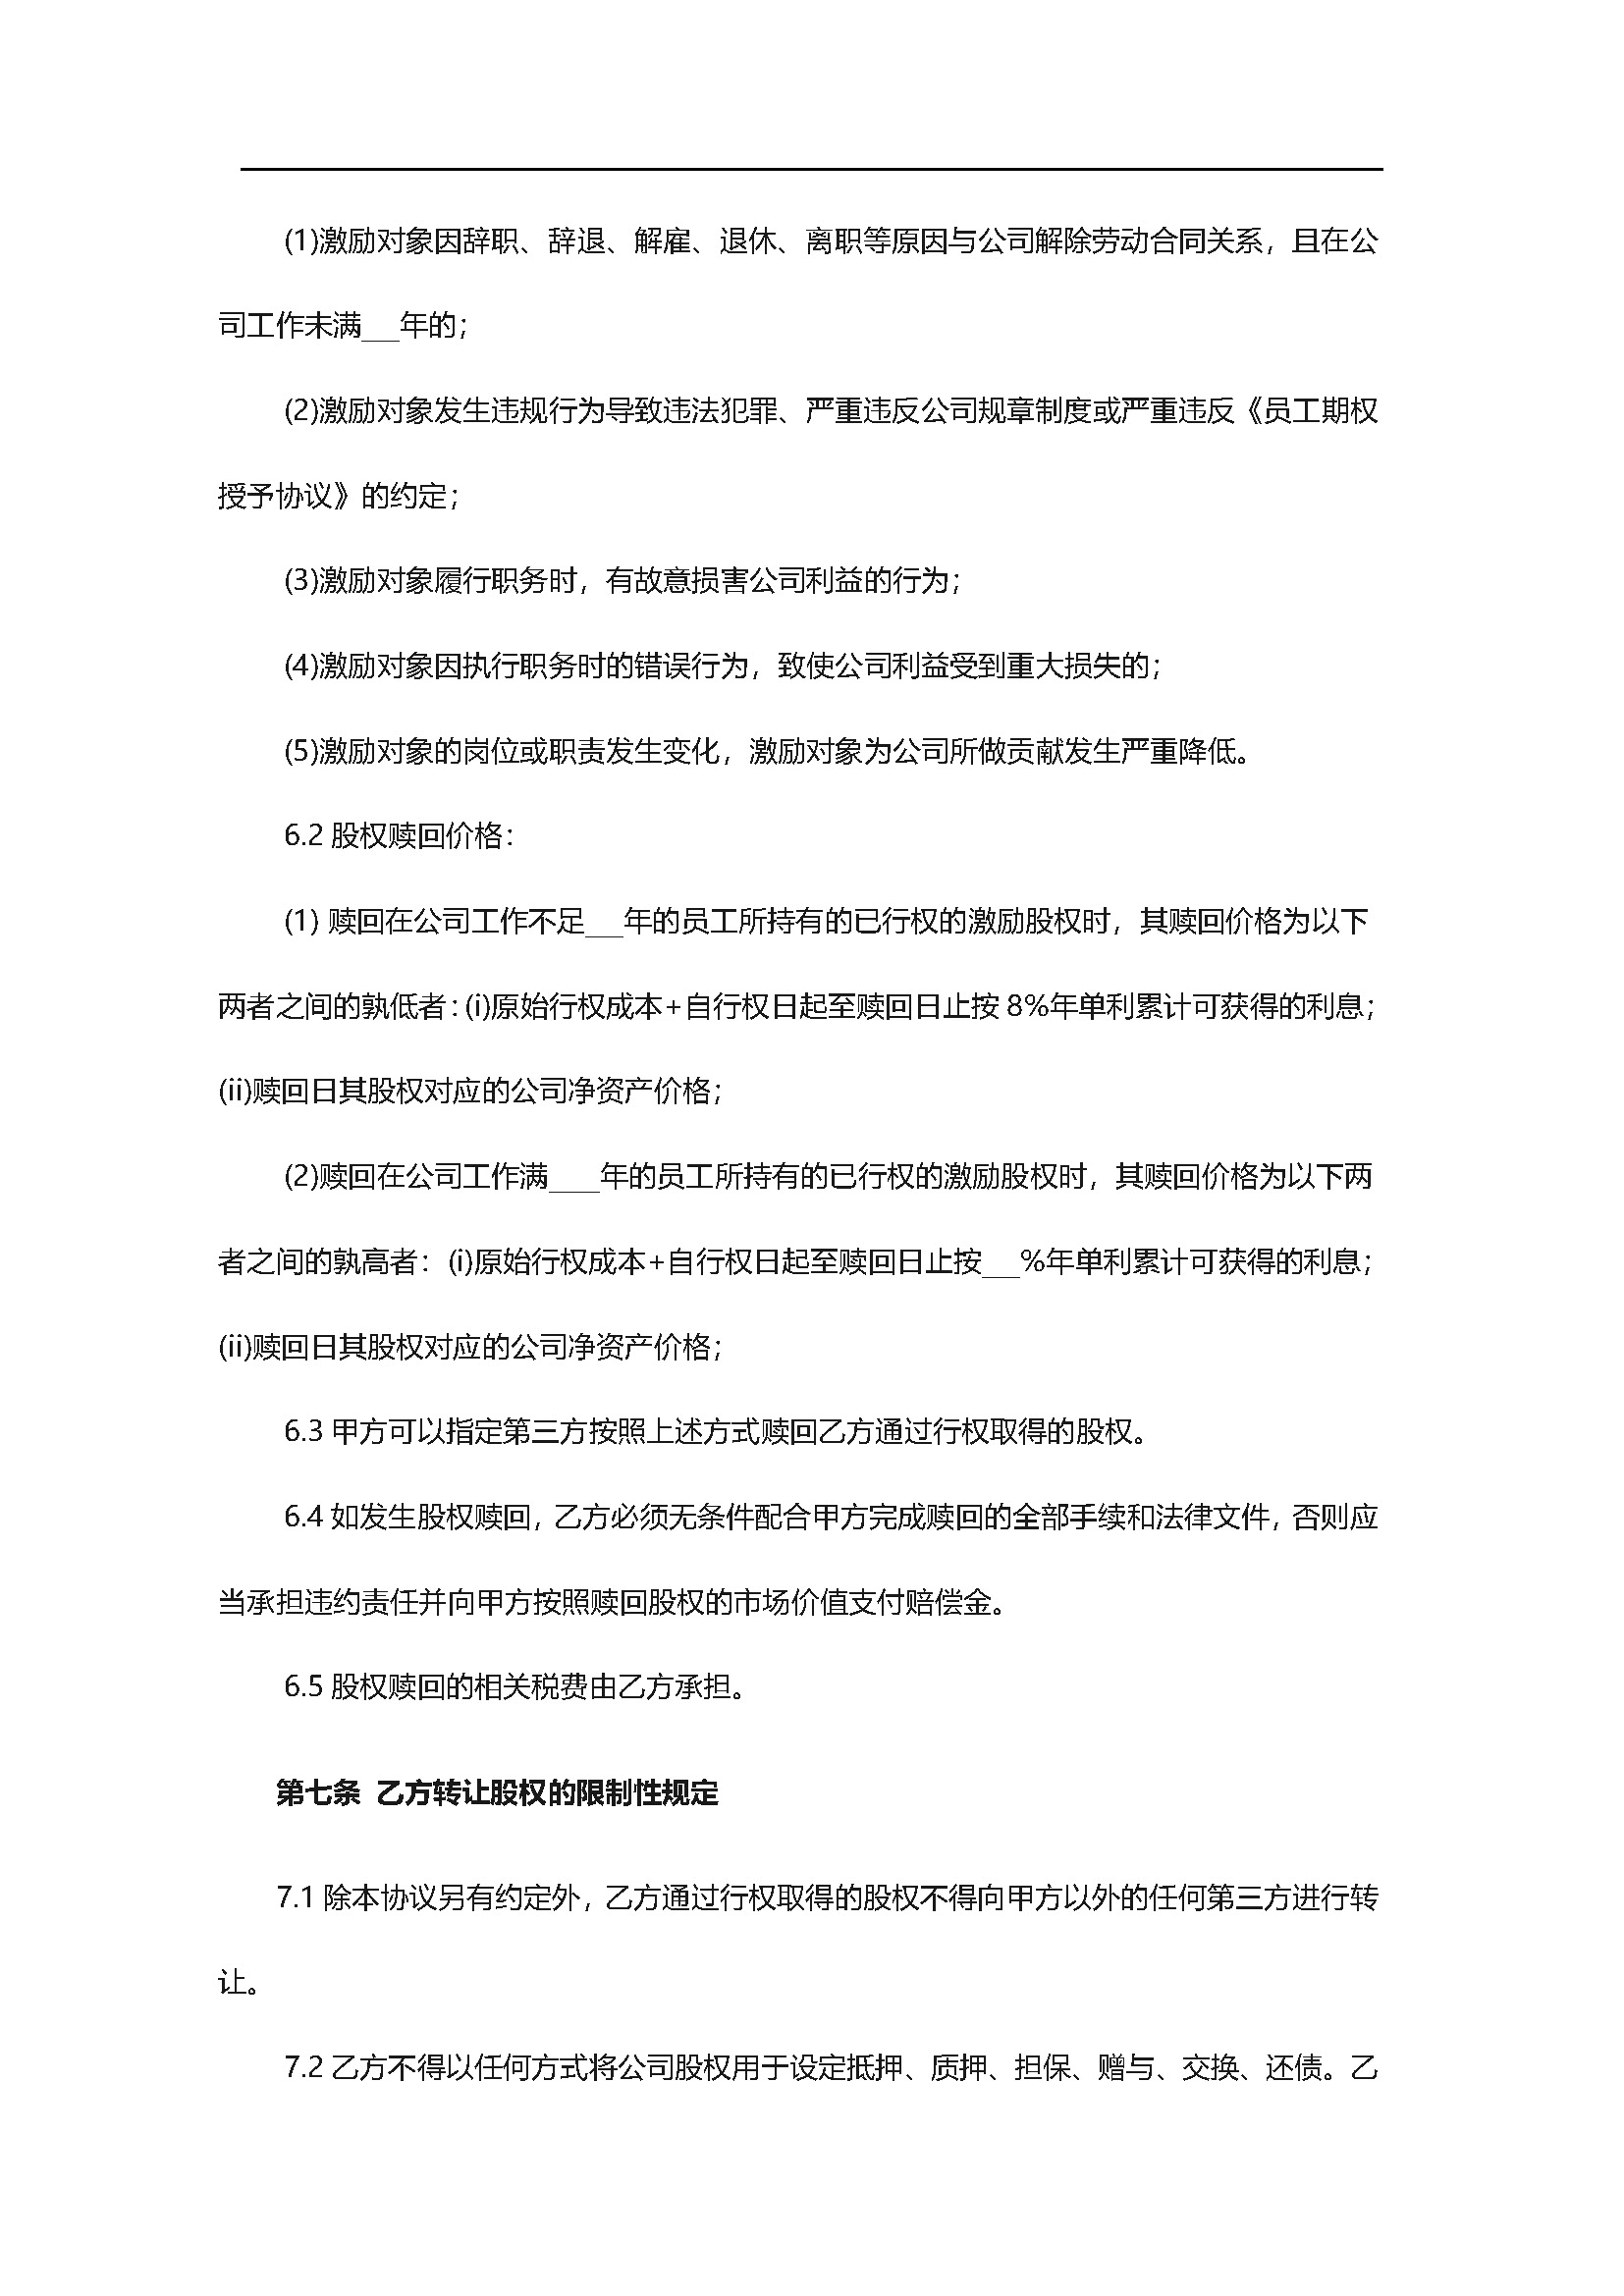 (1)激励对象因辞职、辞退、解雇、退休、离职等原因与公司解除劳动合同关系，且在公
司工作未满___年的；
(2)激励对象发生违规行为导致违法犯罪、严重违反公司规章制度或严重违反《员工期权
授予协议》的约定；
(3)激励对象履行职务时，有故意损害公司利益的行为；
(4)激励对象因执行职务时的错误行为，致使公司利益受到重大损失的；
(5)激励对象的岗位或职责发生变化，激励对象为公司所做贡献发生严重降低。
6.2 股权赎回价格：
(1) 赎回在公司工作不足___年的员工所持有的已行权的激励股权时，其赎回价格为以下
两者之间的孰低者：(i)原始行权成本+自行权日起至赎回日止按 8%年单利累计可获得的利息；
(ii)赎回日其股权对应的公司净资产价格；
(2)赎回在公司工作满____年的员工所持有的已行权的激励股权时，其赎回价格为以下两
者之间的孰高者：(i)原始行权成本+自行权日起至赎回日止按___%年单利累计可获得的利息；
(ii)赎回日其股权对应的公司净资产价格；
6.3 甲方可以指定第三方按照上述方式赎回乙方通过行权取得的股权。
6.4 如发生股权赎回，乙方必须无条件配合甲方完成赎回的全部手续和法律文件，否则应
当承担违约责任并向甲方按照赎回股权的市场价值支付赔偿金。
6.5 股权赎回的相关税费由乙方承担。
第七条 乙方转让股权的限制性规定
7.1 除本协议另有约定外，乙方通过行权取得的股权不得向甲方以外的任何第三方进行转
让。
7.2 乙方不得以任何方式将公司股权用于设定抵押、质押、担保、赠与、交换、还债。乙